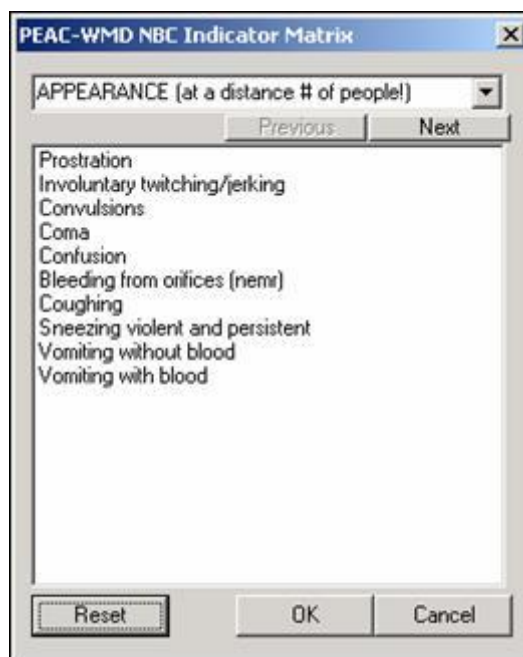 PEAC-WMD NBC Indicator Matrix
APPEARANCE (at a distance # of people!)
Previous Next
Prostration
Involuntary twitching/jerking
Convulsions
Coma
Confusion
Bleeding from orifices (nemr)
Coughing
Sneezing violent and persistent
Vomiting without blood
Vomiting with blood
Reset OK Cancel